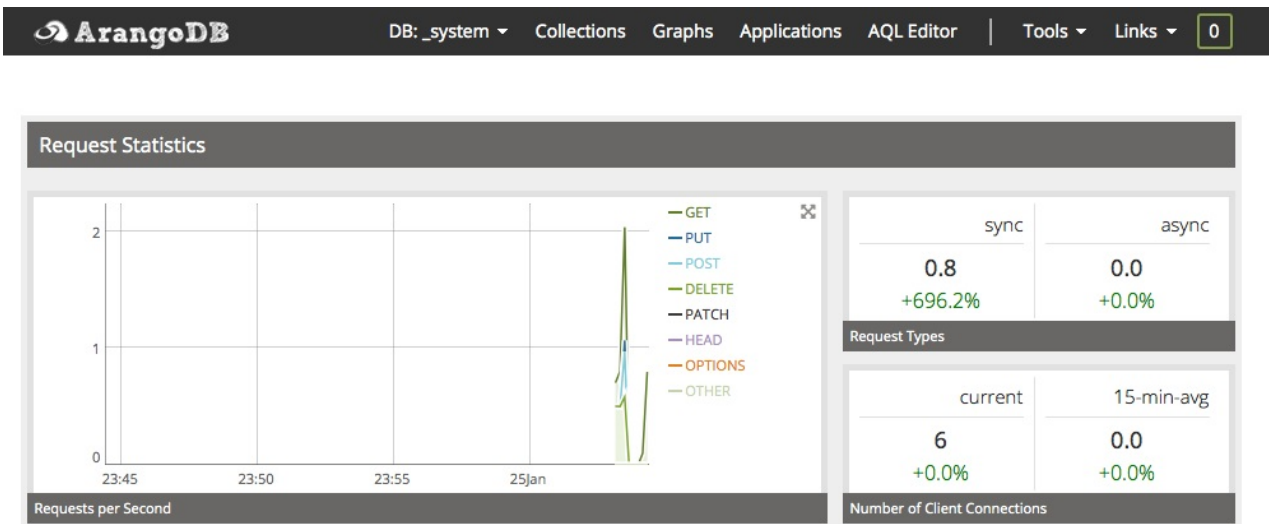 ArangoDB
DB: _system Collections Graphs Applications AQL Editor Tools Links 0
Request Statistics
GET
PUT
POST
DELETE
PATCH
HEAD
OPTIONS
OTHER
2
1
0
23:45 23:50 23:55 25Jan
Requests per Second
sync async
0.8 0.0
+696.2% +0.0%
Request Types
current 15-min-avg
6 0.0
+0.0% +0.0%
Number of Client Connections